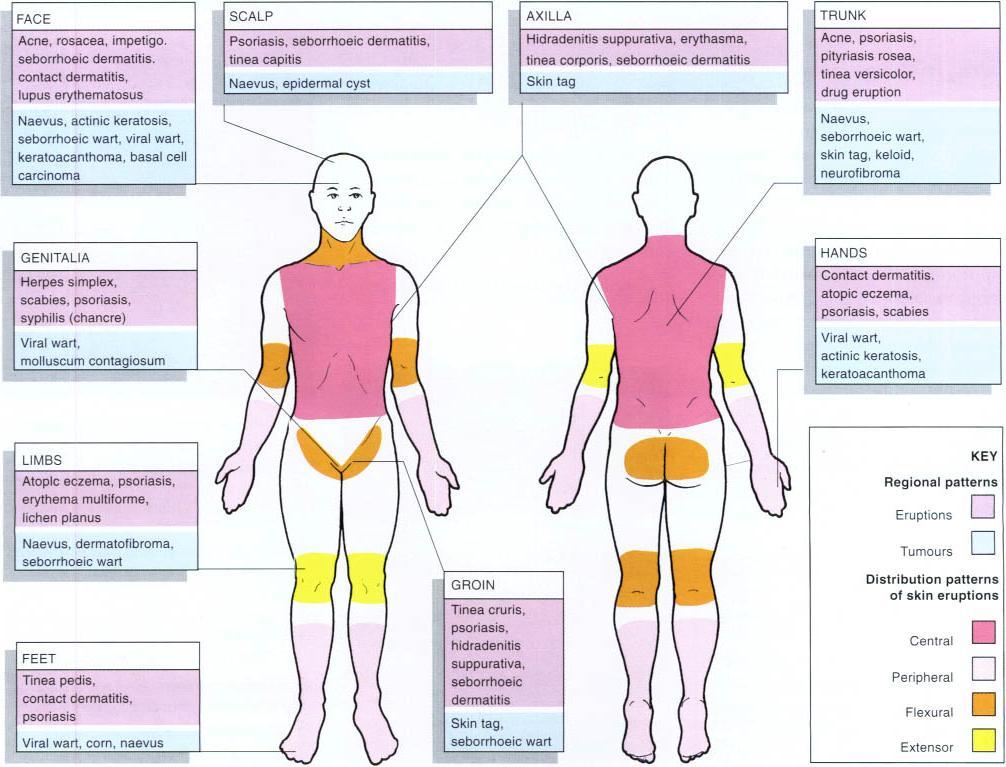 FACE
Acne, rosacea, impetigo.
seborrhoeic dermatitis.
contact dermatitis,
lupus erythematosus
Naevus, actinic keratosis,
seborrhoeic wart, viral wart,
keratoacanthoma, basal cell
carcinoma
SCALP
Psoriasis, seborrhoeic dermatitis,
tinea capitis
Naevus, epidermal cyst
AXILLA
Hidradenitis suppurativa, erythasma,
tinea corporis, seborrhoeic dermatitis
Skin tag
TRUNK
Acne, psoriasis,
pityriasis rosea,
tinea versicolor,
drug eruption
Naevus,
seborrhoeic wart,
skin tag, keloid,
neurofibroma
GENITALIA
Herpes simplex,
scabies, psoriasis,
syphilis (chancre)
Viral wart,
molluscum contagiosum
HANDS
Contact dermatitis.
atopic eczema,
psoriasis, scabies
Viral wart,
actinic keratosis,
keratoacanthoma
LIMBS
Atopic eczema, psoriasis,
erythema multiforme,
lichen planus
Naevus, dermatofibroma,
seborrhoeic wart
GROIN
Tinea cruris,
psoriasis,
hidradenitis
suppurativa,
seborrhoeic
dermatitis
Skin tag,
seborrhoeic wart
FEET
Tinea pedis,
contact dermatitis,
psoriasis
Viral wart, corn, naevus
KEY
Regional patterns
Eruptions
Tumours
Distribution patterns
of skin eruptions
Central
Peripheral
Flexural
Extensor